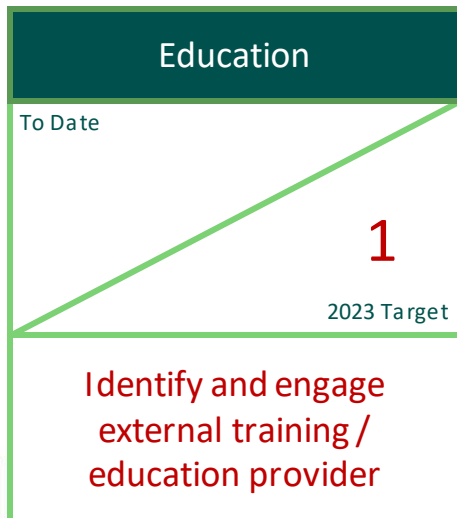 Education
To Date
1
2023 Target
Identify and engage
external training /
education provider